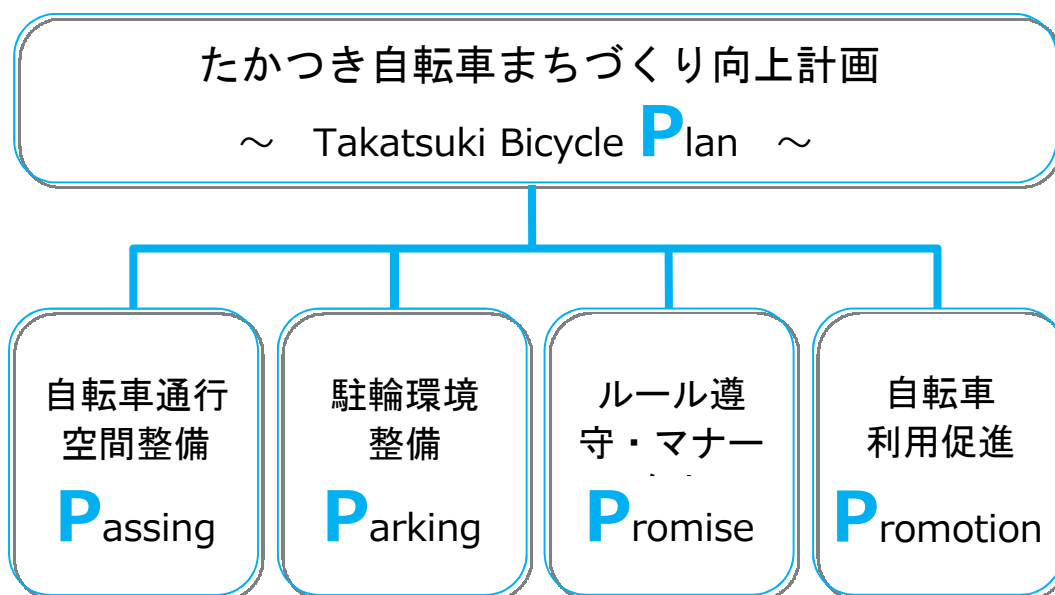 たかつき自転車まちづくり向上計画
～ Takatsuki Bicycle Plan ～
自転車通行
空間整備
Passing
駐輪環境
整備
Parking
ルール遵
守・マナー
Promise
自転車
利用促進
Promotion